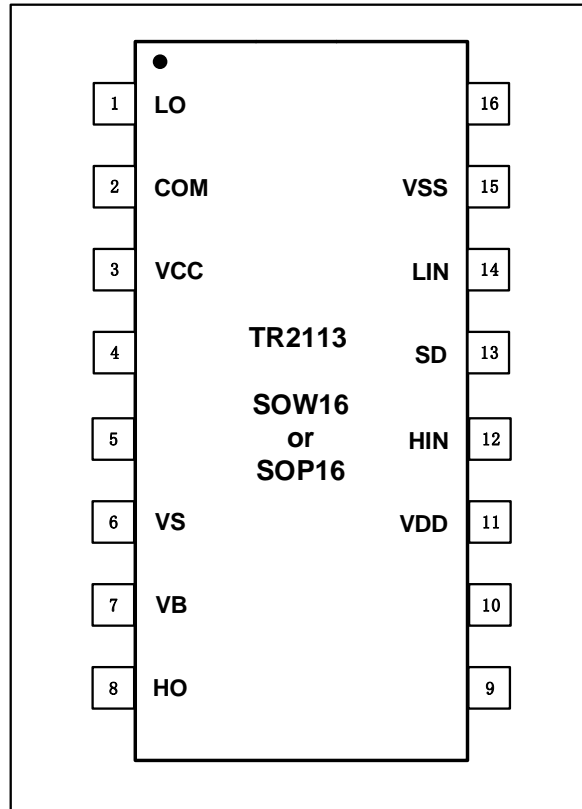 1 LO 16
2 COM VSS 15
3 VCC LIN 14
TR2113
4 SD 13
SOW16
or
5 HIN 12
SOP16
6 VS VDD 11
7 VB 10
8 HO 9